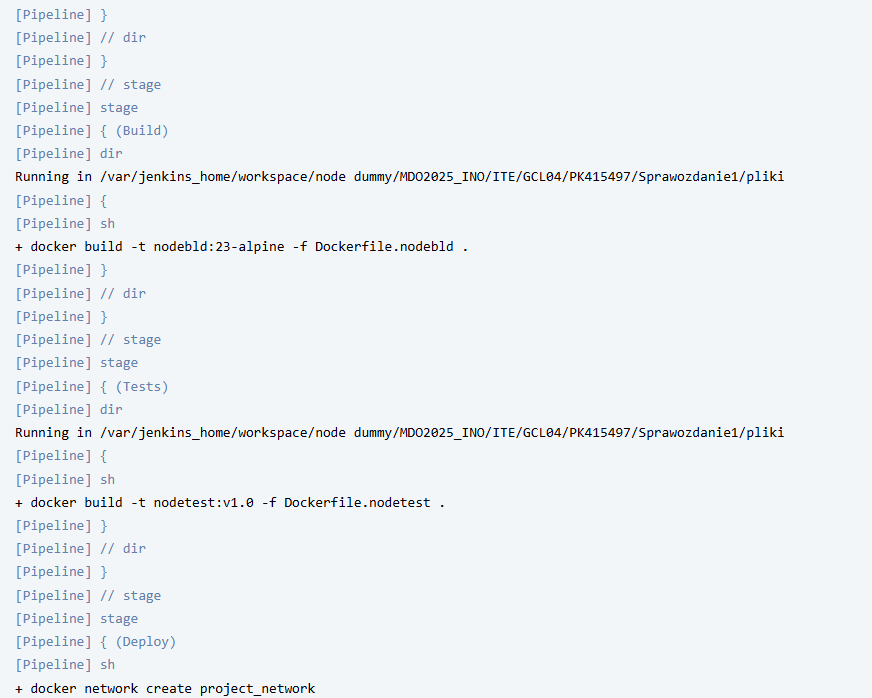 [Pipeline] }
[Pipeline] // dir
[Pipeline] }
[Pipeline] // stage
[Pipeline] stage
[Pipeline] { (Build)
[Pipeline] dir
Running in /var/jenkins_home/workspace/node dummy/MDO2025_INO/ITE/GCL04/PK415497/Sprawozdanie1/pliki
[Pipeline] {
[Pipeline] sh
+ docker build -t nodebld:23-alpine -f Dockerfile.nodebld .
[Pipeline] }
[Pipeline] // dir
[Pipeline] }
[Pipeline] // stage
[Pipeline] stage
[Pipeline] { (Tests)
[Pipeline] dir
Running in /var/jenkins_home/workspace/node dummy/MDO2025_INO/ITE/GCL04/PK415497/Sprawozdanie1/pliki
[Pipeline] {
[Pipeline] sh
+ docker build -t nodetest:v1.0 -f Dockerfile.nodetest .
[Pipeline] }
[Pipeline] // dir
[Pipeline] }
[Pipeline] // stage
[Pipeline] stage
[Pipeline] { (Deploy)
[Pipeline] sh
+ docker network create project_network